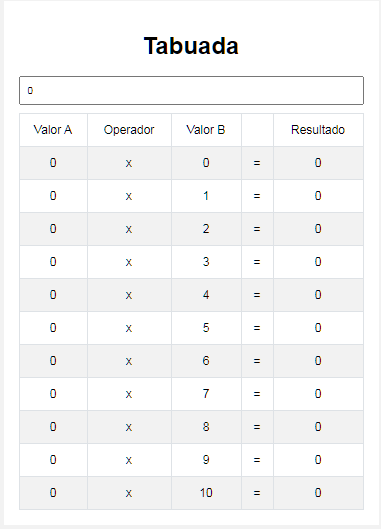 Tabuada
0
Valor A Operador Valor B Resultado
0 x 0 = 0
0 x 1 = 0
0 x 2 = 0
0 x 3 = 0
0 x 4 = 0
0 x 5 = 0
0 x 6 = 0
0 x 7 = 0
0 x 8 = 0
0 x 9 = 0
0 x 10 = 0